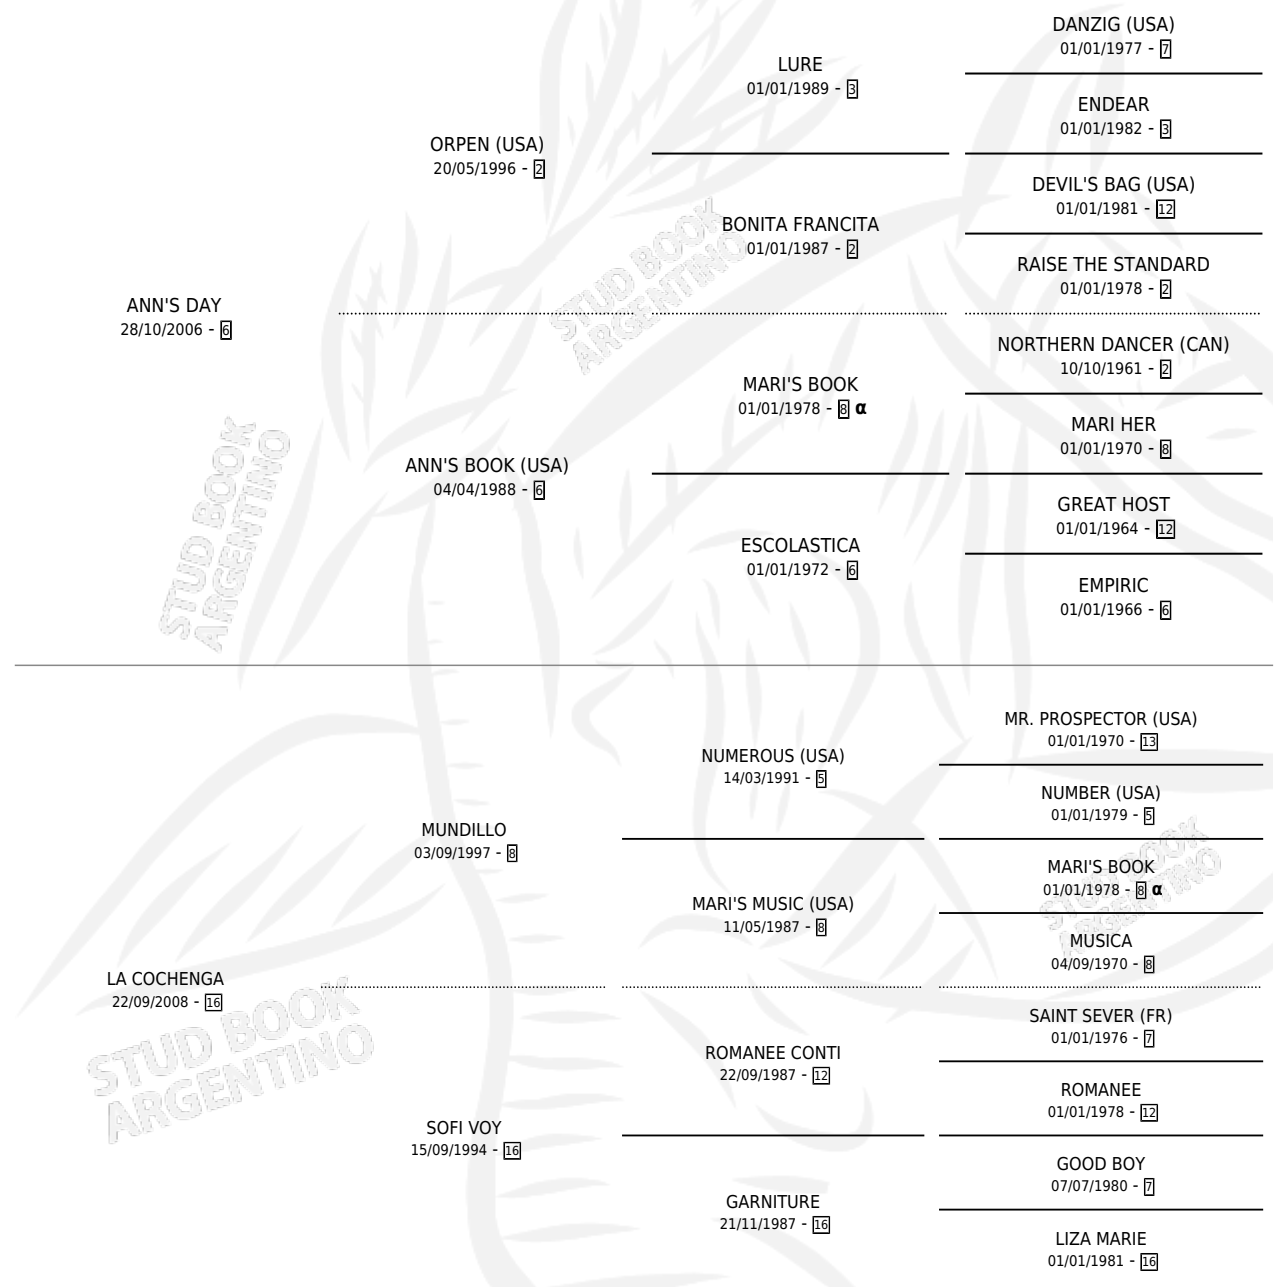 DANZIG (USA)
01/01/1977 - 7
LURE
01/01/1989 - 3
ENDEAR
01/01/1982 - 3
ORPEN (USA)
20/05/1996 - 2
DEVIL'S BAG (USA)
01/01/1981 - 12
BONITA FRANCITA
01/01/1987 - 2
RAISE THE STANDARD
01/01/1978 - 2
ANN'S DAY
28/10/2006 - 6
NORTHERN DANCER (CAN)
10/10/1961 - 2
MARI'S BOOK
01/01/1978 - 8 α
MARI HER
01/01/1970 - 8
ANN'S BOOK (USA)
04/04/1988 - 6
GREAT HOST
01/01/1964 - 12
ESCOLASTICA
01/01/1972 - 6
EMPIRIC
01/01/1966 - 6
MR. PROSPECTOR (USA)
01/01/1970 - 13
NUMEROUS (USA)
14/03/1991 - 5
NUMBER (USA)
01/01/1979 - 5
MUNDILLO
03/09/1997 - 8
MARI'S BOOK
01/01/1978 - 8 α
MARI'S MUSIC (USA)
11/05/1987 - 8
MUSICA
04/09/1970 - 8
LA COCHENGA
22/09/2008 - 16
SAINT SEVER (FR)
01/01/1976 - 7
ROMANEE CONTI
22/09/1987 - 12
ROMANEE
01/01/1978 - 12
SOFI VOY
15/09/1994 - 16
GOOD BOY
07/07/1980 - 7
GARNITURE
21/11/1987 - 16
LIZA MARIE
01/01/1981 - 16
STUD BOOK
ARGENTINO
STUD BOOK
ARGENTINO
STUD BOOK
ARGENTINO
STUD BOOK
ARGENTINO